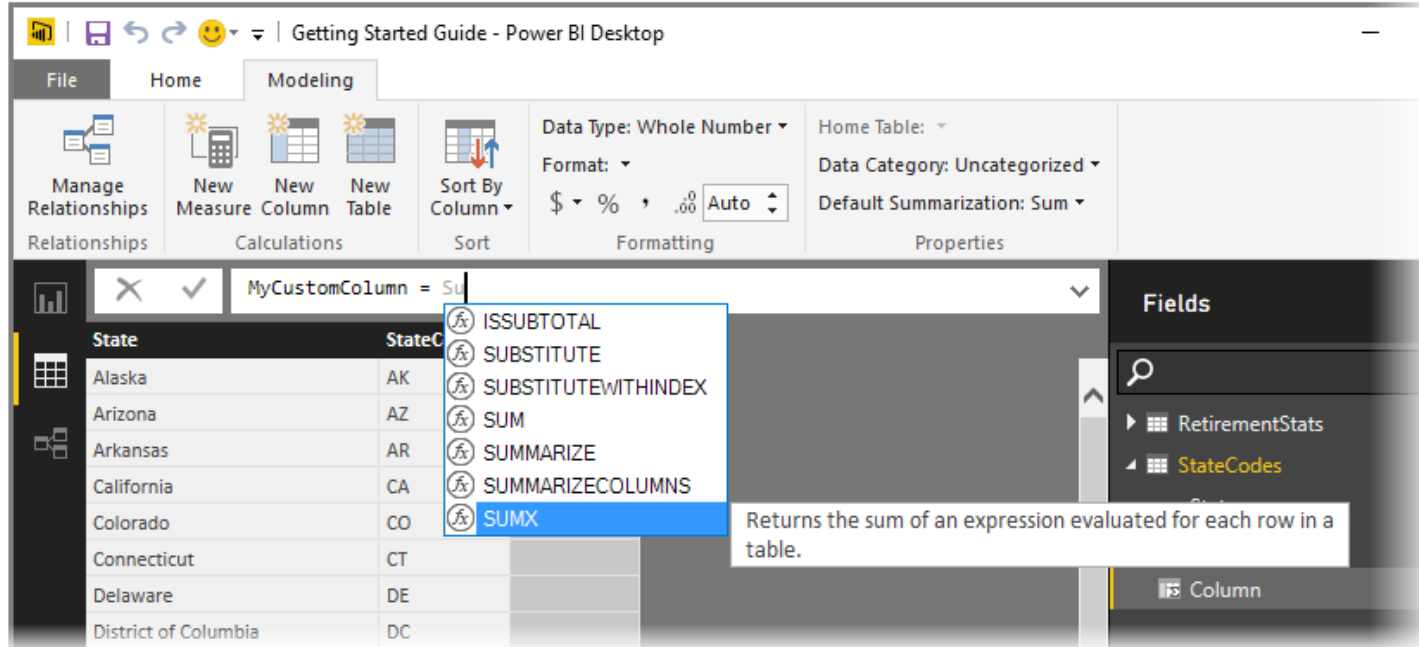 Getting Started Guide - Power BI Desktop
File Home Modeling
Manage Relationships
New Measure
New Column
New Table
Sort By Column
Data Type: Whole Number
Format:
$ % , .00 Auto
Home Table:
Data Category: Uncategorized
Default Summarization: Sum
Relationships Calculations Sort Formatting Properties
MyCustomColumn = Su
Fields
State StateC
Alaska AK
Arizona AZ
Arkansas AR
California CA
Colorado CO
Connecticut CT
Delaware DE
District of Columbia DC
ISSUBTOTAL
SUBSTITUTE
SUBSTITUTEWITHINDEX
SUM
SUMMARIZE
SUMMARIZECOLUMNS
SUMX
Returns the sum of an expression evaluated for each row in a
table.
RetirementStats
StateCodes
Column